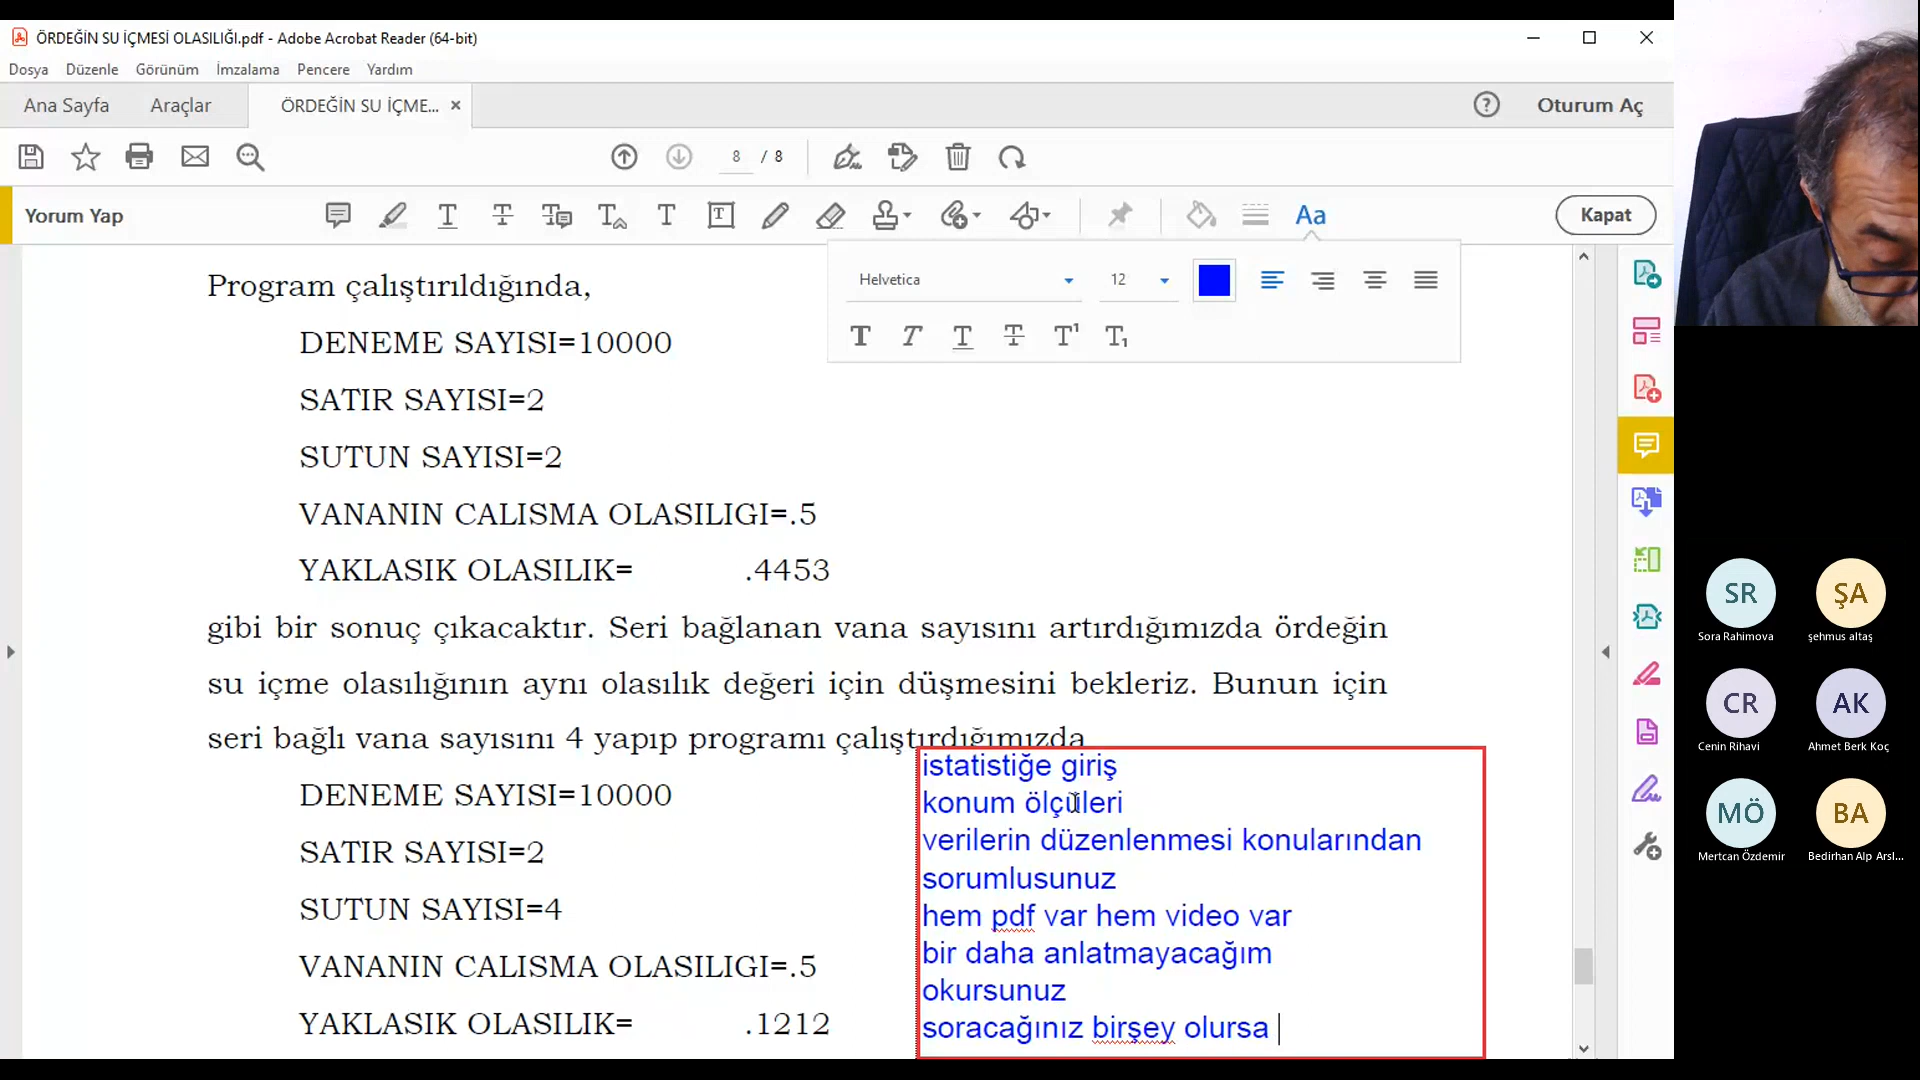 ÖRDEĞİN SU İÇMESİ OLASILIĞI.pdf - Adobe Acrobat Reader (64-bit)
Dosya Düzenle Görünüm İmzalama Pencere Yardım
Ana Sayfa Araçlar ÖRDEĞİN SU İÇME... Oturum Aç
8 / 8
Yorum Yap Aa Kapat
Helvetica 12
Program çalıştırıldığında,
DENEME SAYISI=10000
SATIR SAYISI=2
SUTUN SAYISI=2
VANANIN CALISMA OLASILIGI=.5
YAKLASIK OLASILIK= .4453
gibi bir sonuç çıkacaktır. Seri bağlanan vana sayısını artırdığımızda ördeğin
su içme olasılığının aynı olasılık değeri için düşmesini bekleriz. Bunun için
seri bağlı vana sayısını 4 yapıp programı çalıştırdığımızda
DENEME SAYISI=10000
SATIR SAYISI=2
SUTUN SAYISI=4
VANANIN CALISMA OLASILIGI=.5
YAKLASIK OLASILIK= .1212
istatistiğe giriş
konum ölçüleri
verilerin düzenlenmesi konularından
sorumlusunuz
hem pdf var hem video var
bir daha anlatmayacağım
okursunuz
soracağınız birşey olursa
SR ŞA
Sora Rahimova şehmus altaş
CR AK
Cenin Rihavi Ahmet Berk Koç
MÖ BA
Mertcan Özdemir Bedirhan Alp Arsl...